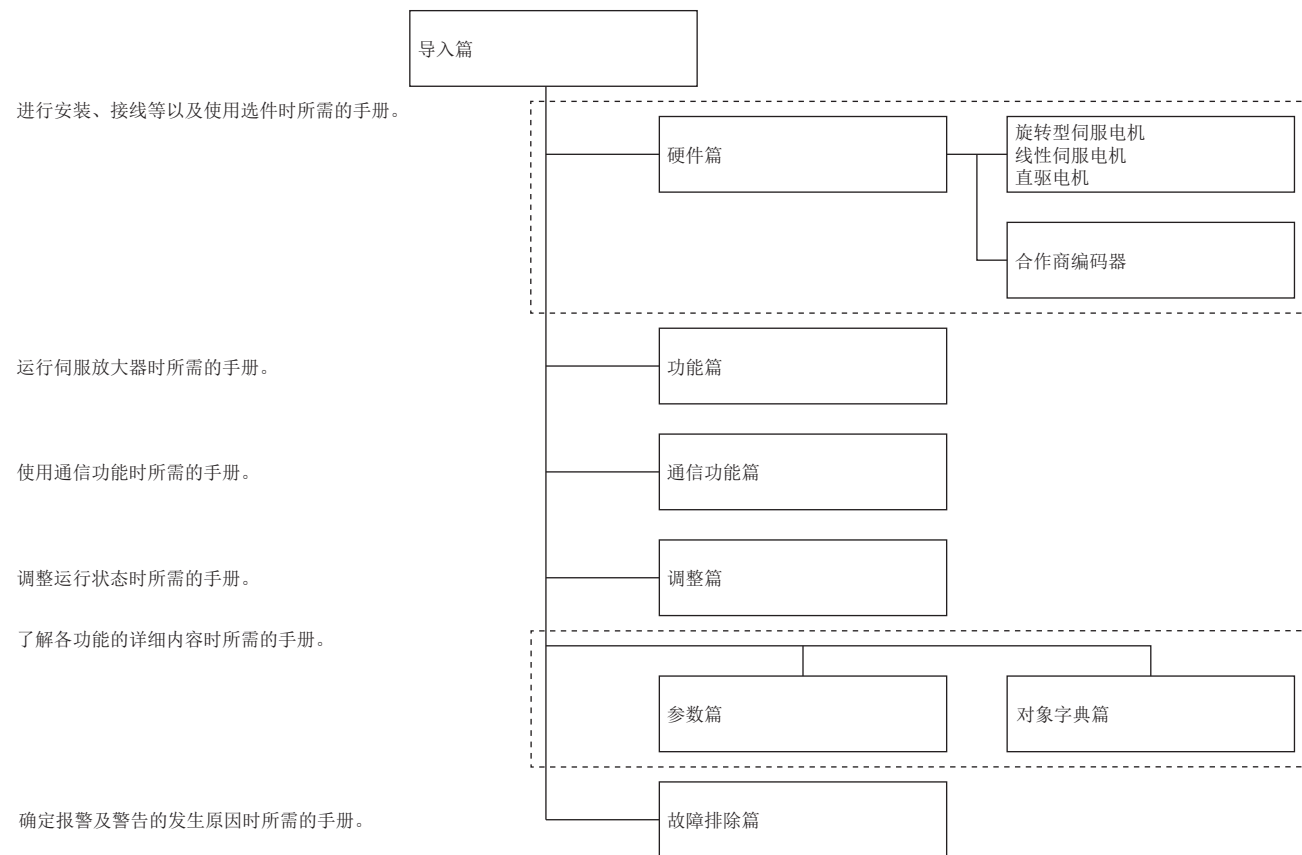 导入篇
进行安装、接线等以及使用选件时所需的手册。
硬件篇
旋转型伺服电机
线性伺服电机
直驱电机
合作商编码器
运行伺服放大器时所需的手册。
功能篇
使用通信功能时所需的手册。
通信功能篇
调整运行状态时所需的手册。
调整篇
了解各功能的详细内容时所需的手册。
参数篇
对象字典篇
确定报警及警告的发生原因时所需的手册。
故障排除篇